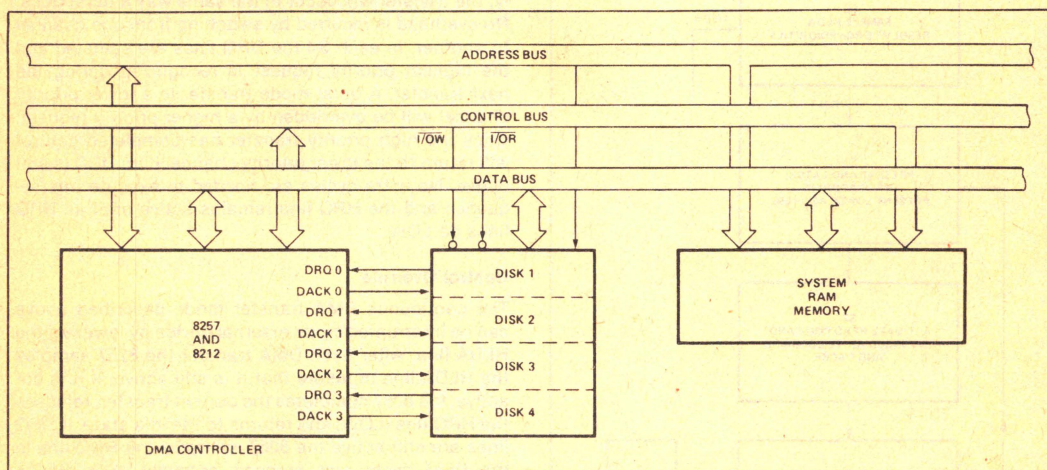 ADDRESS BUS
CONTROL BUS
I/OW
I/OR
DATA BUS
DRQ 0
DACK 0
DRQ 1
DACK 1
DRQ 2
DACK 2
DRQ 3
DACK 3
8257
AND
8212
DMA CONTROLLER
DISK 1
DISK 2
DISK 3
DISK 4
SYSTEM
RAM
MEMORY